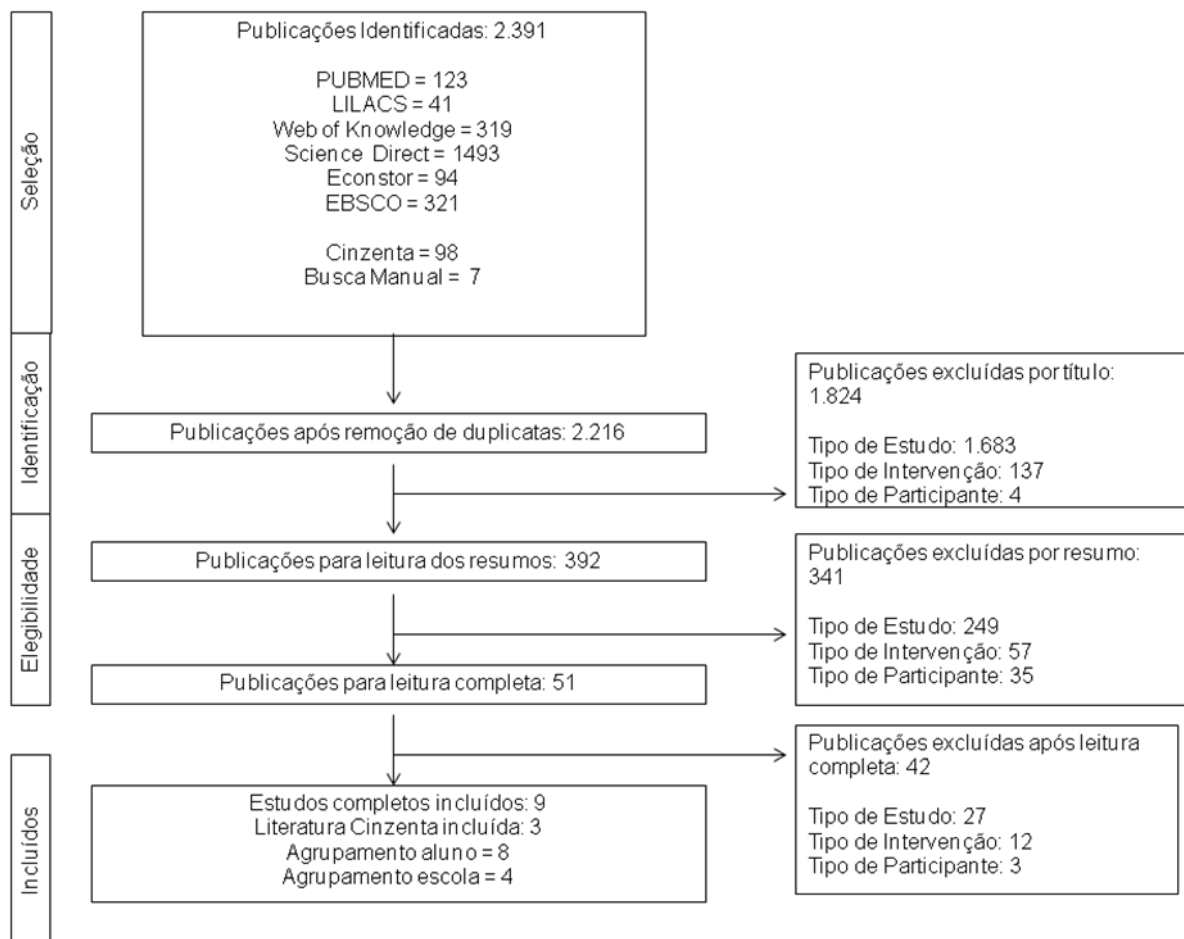 Seleção
Publicações Identificadas: 2.391
PUBMED = 123
LILACS = 41
Web of Knowledge = 319
Science Direct = 1493
Econstor = 94
EBSCO = 321
Cinzenta = 98
Busca Manual = 7
Identificação
Publicações após remoção de duplicatas: 2.216
Publicações excluídas por título:
1.824
Tipo de Estudo: 1.683
Tipo de Intervenção: 137
Tipo de Participante: 4
Elegibilidade
Publicações para leitura dos resumos: 392
Publicações excluídas por resumo:
341
Tipo de Estudo: 249
Tipo de Intervenção: 57
Tipo de Participante: 35
Publicações para leitura completa: 51
Publicações excluídas após leitura
completa: 42
Tipo de Estudo: 27
Tipo de Intervenção: 12
Tipo de Participante: 3
Incluídos
Estudos completos incluídos: 9
Literatura Cinzenta incluída: 3
Agrupamento aluno = 8
Agrupamento escola = 4